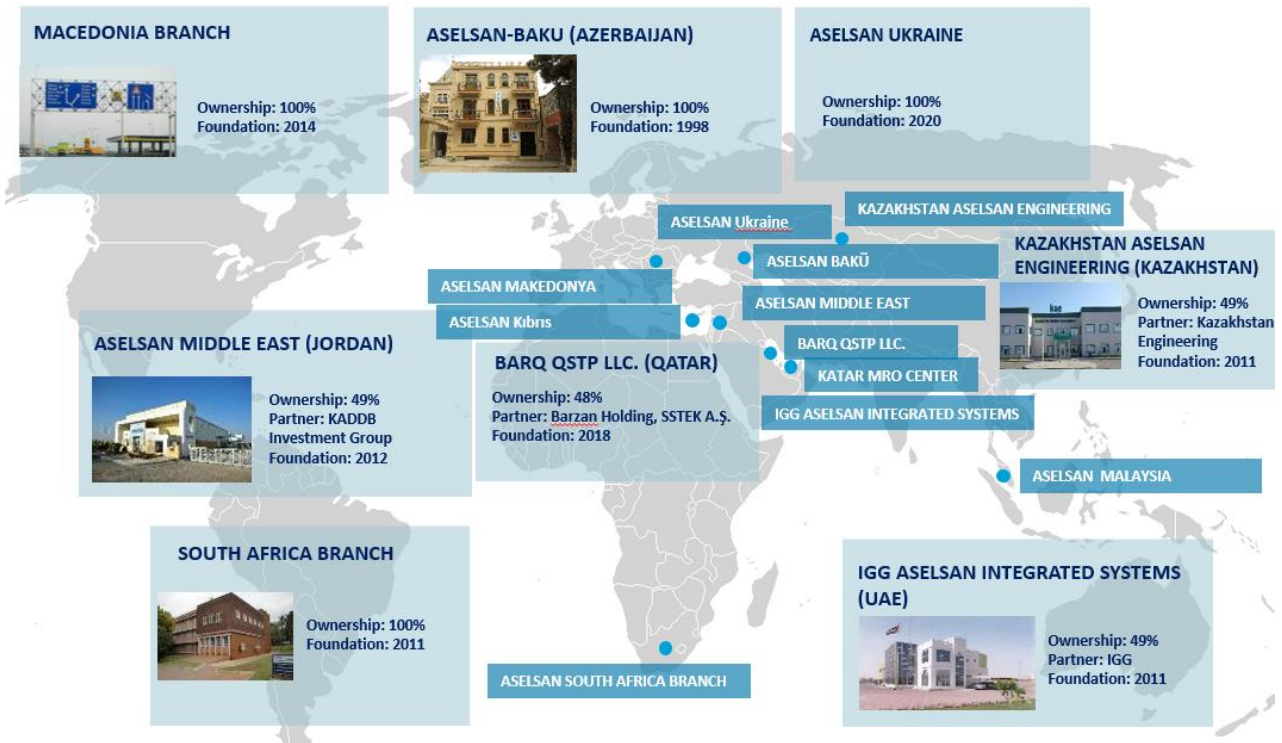 MACEDONIA BRANCH
Ownership: 100%
Foundation: 2014
ASELSAN-BAKU (AZERBAIJAN)
Ownership: 100%
Foundation: 1998
ASELSAN UKRAINE
Ownership: 100%
Foundation: 2020
ASELSAN Ukraine
KAZAKHSTAN ASELSAN ENGINEERING
ASELSAN BAKÜ
ASELSAN MAKEDONYA
ASELSAN MIDDLE EAST
ASELSAN Kıbrıs
BARQ QSTP LLC.
KATAR MRO CENTER
IGG ASELSAN INTEGRATED SYSTEMS
ASELSAN MALAYSIA
ASELSAN SOUTH AFRICA BRANCH
KAZAKHSTAN ASELSAN
ENGINEERING (KAZAKHSTAN)
kae
Ownership: 49%
Partner: Kazakhstan
Engineering
Foundation: 2011
ASELSAN MIDDLE EAST (JORDAN)
Ownership: 49%
Partner: KADDB
Investment Group
Foundation: 2012
BARQ QSTP LLC. (QATAR)
Ownership: 48%
Partner: Barzan Holding, SSTEK A.Ş.
Foundation: 2018
SOUTH AFRICA BRANCH
Ownership: 100%
Foundation: 2011
IGG ASELSAN INTEGRATED SYSTEMS
(UAE)
Ownership: 49%
Partner: IGG
Foundation: 2011